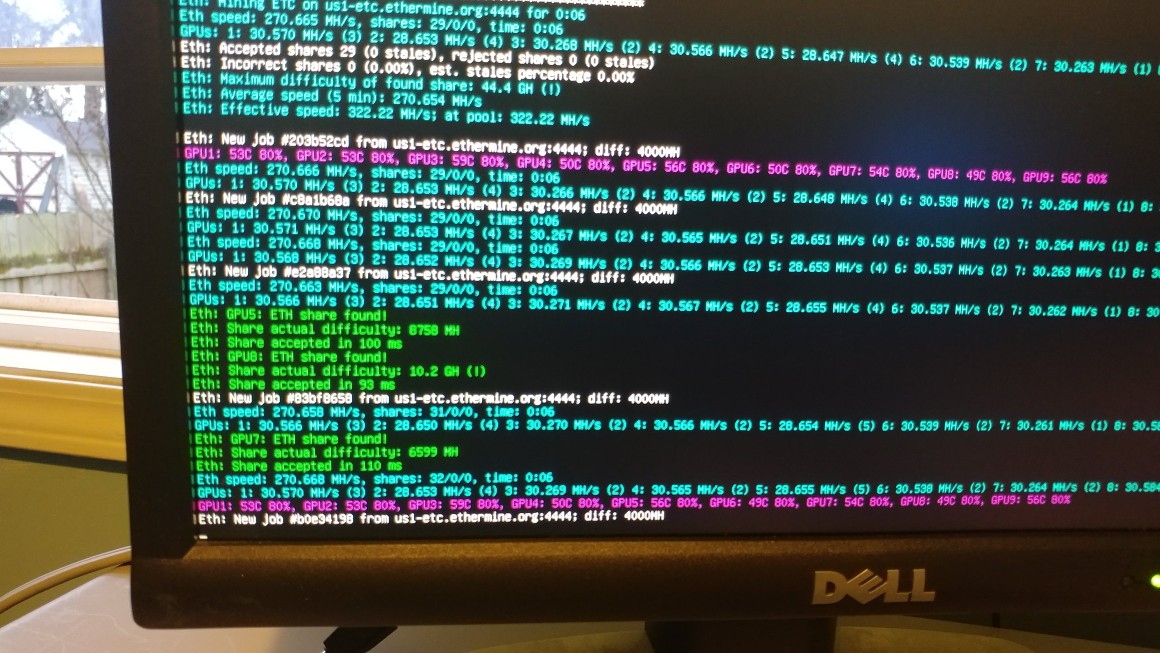 Eth: Mining ETC on us1-etc.ethermine.org:4444 for 0:06
Eth speed: 270.665 MH/s, shares: 29/0/0, time: 0:06
GPUs: 1: 30.570 MH/s (3) 2: 28.653 MH/s (4) 3: 30.268 MH/s (2) 4: 30.566 MH/s (2) 5: 28.647 MH/s (4) 6: 30.539 MH/s (2) 7: 30.263 MH/s (1)
Eth: Accepted shares 29 (0 stales), rejected shares 0 (0 stales)
Eth: Incorrect shares 0 (0.00%), est. stales percentage 0.00%
Eth: Maximum difficulty of found share: 44.4 GH (!)
Eth: Average speed (5 min): 270.654 MH/s
Eth: Effective speed: 322.22 MH/s; at pool: 322.22 MH/s
Eth: New job #203b52cd from us1-etc.ethermine.org:4444; diff: 4000MH
GPU1: 53C 80%, GPU2: 53C 80%, GPU3: 59C 80%, GPU4: 50C 80%, GPU5: 56C 80%, GPU6: 50C 80%, GPU7: 54C 80%, GPU8: 49C 80%, GPU9: 56C 80%
Eth speed: 270.666 MH/s, shares: 29/0/0, time: 0:06
GPUs: 1: 30.570 MH/s (3) 2: 28.653 MH/s (4) 3: 30.266 MH/s (2) 4: 30.566 MH/s (2) 5: 28.648 MH/s (4) 6: 30.538 MH/s (2) 7: 30.264 MH/s (1) 8:
Eth: New job #c8a1b68a from us1-etc.ethermine.org:4444; diff: 4000MH
Eth speed: 270.670 MH/s, shares: 29/0/0, time: 0:06
GPUs: 1: 30.571 MH/s (3) 2: 28.653 MH/s (4) 3: 30.267 MH/s (2) 4: 30.565 MH/s (2) 5: 28.651 MH/s (4) 6: 30.536 MH/s (2) 7: 30.264 MH/s (1) 8:
Eth speed: 270.668 MH/s, shares: 29/0/0, time: 0:06
GPUs: 1: 30.568 MH/s (3) 2: 28.652 MH/s (4) 3: 30.269 MH/s (2) 4: 30.566 MH/s (2) 5: 28.653 MH/s (4) 6: 30.537 MH/s (2) 7: 30.263 MH/s (1) 8:
Eth: New job #e2a88a37 from us1-etc.ethermine.org:4444; diff: 4000MH
Eth speed: 270.663 MH/s, shares: 29/0/0, time: 0:06
GPUs: 1: 30.566 MH/s (3) 2: 28.651 MH/s (4) 3: 30.271 MH/s (2) 4: 30.567 MH/s (2) 5: 28.655 MH/s (4) 6: 30.537 MH/s (2) 7: 30.262 MH/s (1) 8: 30
Eth: GPU5: ETH share found!
Eth: Share actual difficulty: 8758 MH
Eth: Share accepted in 100 ms
Eth: GPU8: ETH share found!
Eth: Share actual difficulty: 10.2 GH (!)
Eth: Share accepted in 93 ms
Eth: New job #83bf8658 from us1-etc.ethermine.org:4444; diff: 4000MH
Eth speed: 270.658 MH/s, shares: 31/0/0, time: 0:06
GPUs: 1: 30.566 MH/s (3) 2: 28.650 MH/s (4) 3: 30.270 MH/s (2) 4: 30.566 MH/s (2) 5: 28.654 MH/s (5) 6: 30.539 MH/s (2) 7: 30.261 MH/s (1) 8: 30.58
Eth: GPU7: ETH share found!
Eth: Share actual difficulty: 6599 MH
Eth: Share accepted in 110 ms
Eth speed: 270.668 MH/s, shares: 32/0/0, time: 0:06
GPUs: 1: 30.570 MH/s (3) 2: 28.653 MH/s (4) 3: 30.269 MH/s (2) 4: 30.565 MH/s (2) 5: 28.655 MH/s (5) 6: 30.538 MH/s (2) 7: 30.264 MH/s (1) 8: 30.584
GPU1: 53C 80%, GPU2: 53C 80%, GPU3: 59C 80%, GPU4: 50C 80%, GPU5: 56C 80%, GPU6: 49C 80%, GPU7: 54C 80%, GPU8: 49C 80%, GPU9: 56C 80%
Eth: New job #b0e34198 from us1-etc.ethermine.org:4444; diff: 4000MH
DELL